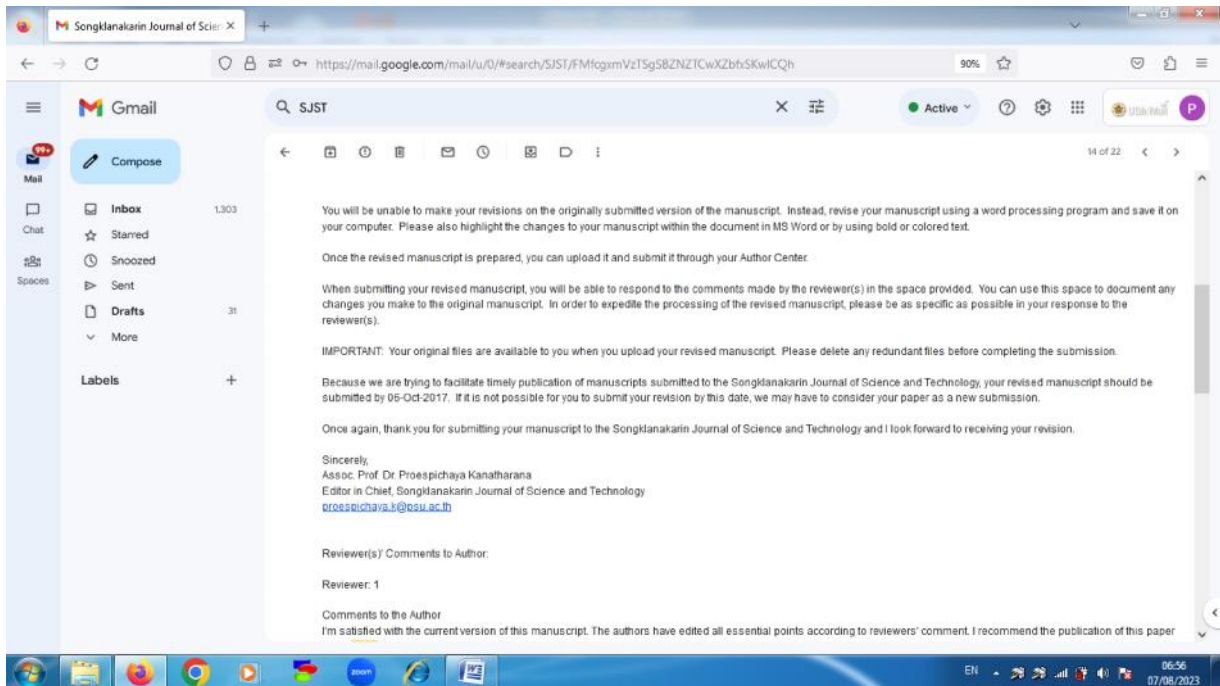 Songklanakarin Journal of Scien
https://mail.google.com/mail/u/0/#search/SJST/FMfcgxmVzTSgSBZNZTCwXZbfxSKwlCQh
90%
Gmail
SJST
Active
P
99+
Mail
Compose
14 of 22
Chat
Spaces
Inbox 1,303
Starred
Snoozed
Sent
Drafts 31
More
Labels
You will be unable to make your revisions on the originally submitted version of the manuscript. Instead, revise your manuscript using a word processing program and save it on
your computer. Please also highlight the changes to your manuscript within the document in MS Word or by using bold or colored text.
Once the revised manuscript is prepared, you can upload it and submit it through your Author Center.
When submitting your revised manuscript, you will be able to respond to the comments made by the reviewer(s) in the space provided. You can use this space to document any
changes you make to the original manuscript. In order to expedite the processing of the revised manuscript, please be as specific as possible in your response to the
reviewer(s).
IMPORTANT: Your original files are available to you when you upload your revised manuscript. Please delete any redundant files before completing the submission.
Because we are trying to facilitate timely publication of manuscripts submitted to the Songklanakarin Journal of Science and Technology, your revised manuscript should be
submitted by 06-Oct-2017. If it is not possible for you to submit your revision by this date, we may have to consider your paper as a new submission.
Once again, thank you for submitting your manuscript to the Songklanakarin Journal of Science and Technology and I look forward to receiving your revision.
Sincerely,
Assoc. Prof. Dr. Proespichaya Kanatharana
Editor in Chief, Songklanakarin Journal of Science and Technology
proespichaya.k@psu.ac.th
Reviewer(s)' Comments to Author:
Reviewer: 1
Comments to the Author
I'm satisfied with the current version of this manuscript. The authors have edited all essential points according to reviewers' comment. I recommend the publication of this paper
zoom
EN
06:56
07/08/2023